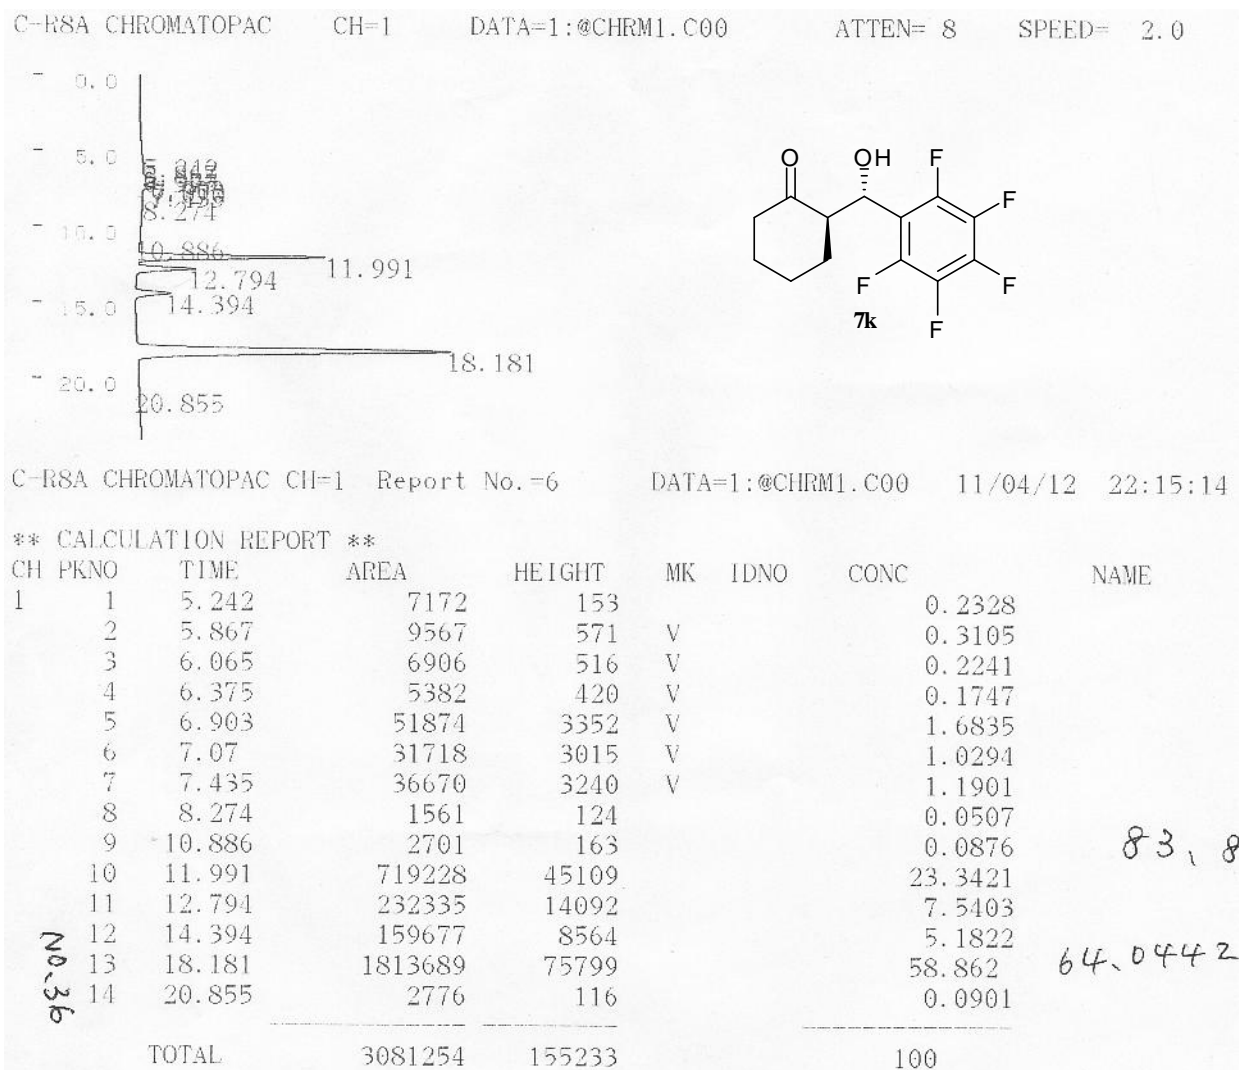 C-R8A CHROMATOPAC CH=1 DATA=1:@CHRM1.C00 ATTEN= 8 SPEED= 2.0
0.0
5.0
5.242
8.274
10.0
10.886
11.991
12.794
14.394
15.0
18.181
20.0
20.855
O OH F
F
F F
F
7k
C-R8A CHROMATOPAC CH=1 Report No.=6 DATA=1:@CHRM1.C00 11/04/12 22:15:14
** CALCULATION REPORT **
CH PKNO TIME AREA HEIGHT MK IDNO CONC NAME
1 1 5.242 7172 153 0.2328
2 5.867 9567 571 V 0.3105
3 6.065 6906 516 V 0.2241
4 6.375 5382 420 V 0.1747
5 6.903 51874 3352 V 1.6835
6 7.07 31718 3015 V 1.0294
7 7.435 36670 3240 V 1.1901
8 8.274 1561 124 0.0507
9 10.886 2701 163 0.0876
83, 8
10 11.991 719228 45109 23.3421
11 12.794 232335 14092 7.5403
12 14.394 159677 8564 5.1822
13 18.181 1813689 75799 58.862
64.0442
14 20.855 2776 116 0.0901
NO.36
TOTAL 3081254 155233 100